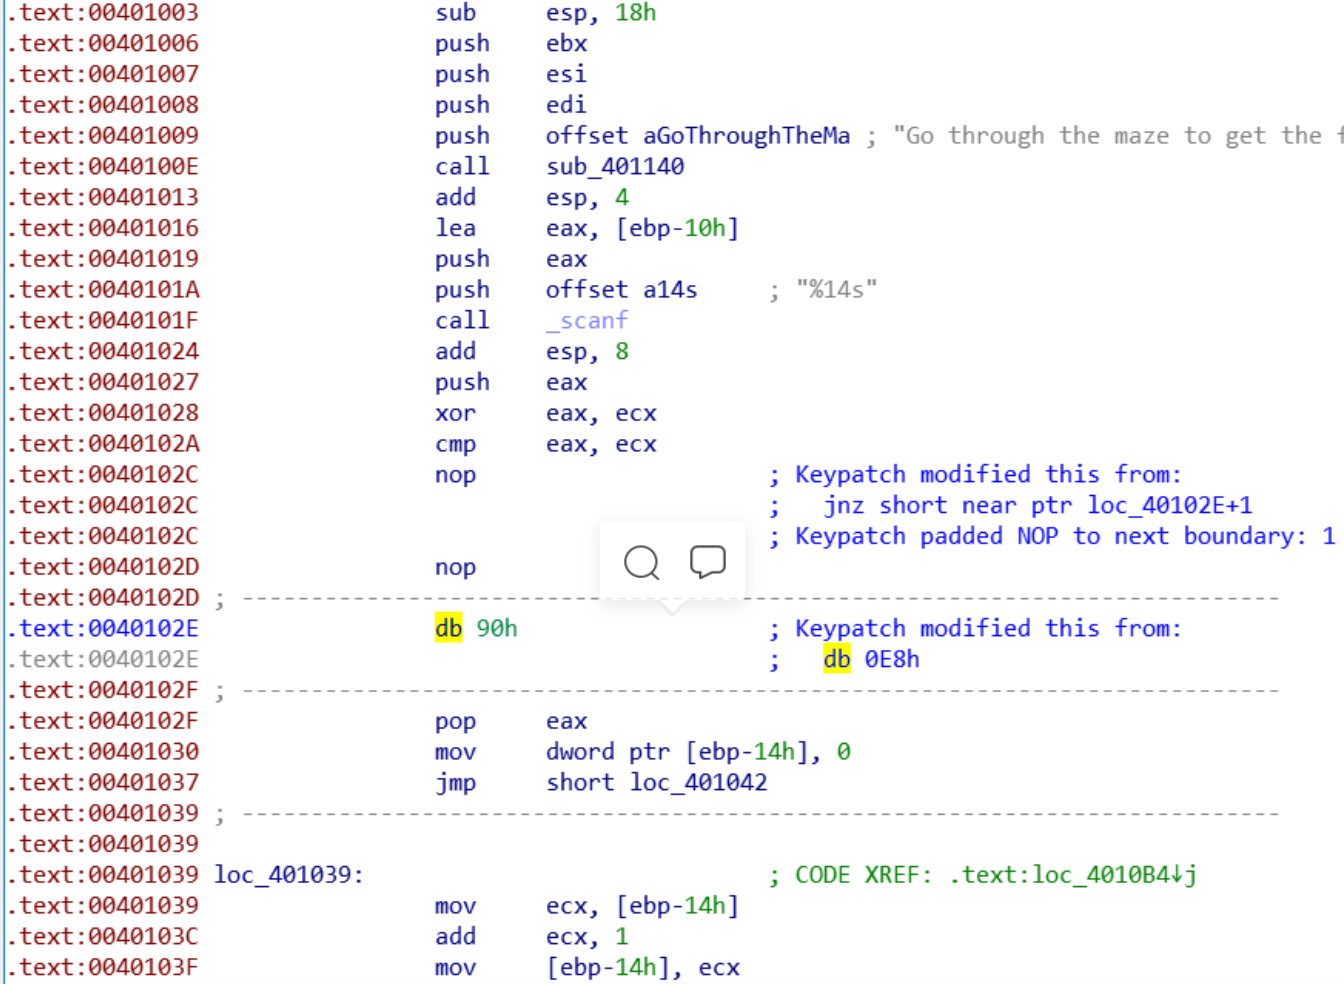 .text:00401003 sub esp, 18h
.text:00401006 push ebx
.text:00401007 push esi
.text:00401008 push edi
.text:00401009 push offset aGoThroughTheMa ; "Go through the maze to get the f
.text:0040100E call sub_401140
.text:00401013 add esp, 4
.text:00401016 lea eax, [ebp-10h]
.text:00401019 push eax
.text:0040101A push offset a14s ; "%14s"
.text:0040101F call _scanf
.text:00401024 add esp, 8
.text:00401027 push eax
.text:00401028 xor eax, ecx
.text:0040102A cmp eax, ecx
.text:0040102C nop ; Keypatch modified this from:
.text:0040102C ; jnz short near ptr loc_40102E+1
.text:0040102C ; Keypatch padded NOP to next boundary: 1
.text:0040102D nop
.text:0040102D ; ---------------------------------------------------------------------------
.text:0040102E db 90h ; Keypatch modified this from:
.text:0040102E ; db 0E8h
.text:0040102F ; ---------------------------------------------------------------------------
.text:0040102F pop eax
.text:00401030 mov dword ptr [ebp-14h], 0
.text:00401037 jmp short loc_401042
.text:00401039 ; ---------------------------------------------------------------------------
.text:00401039
.text:00401039 loc_401039: ; CODE XREF: .text:loc_4010B4↓j
.text:00401039 mov ecx, [ebp-14h]
.text:0040103C add ecx, 1
.text:0040103F mov [ebp-14h], ecx